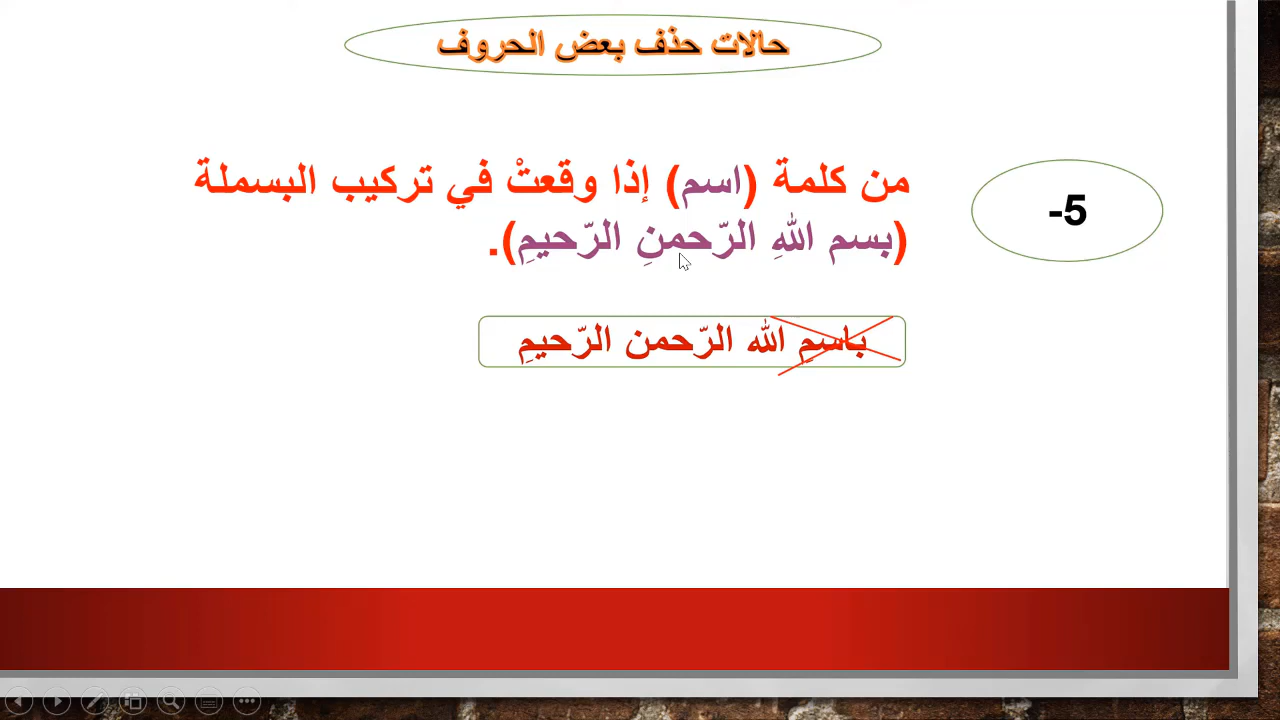 حالات حذف بعض الحروف
5-
من كلمة (اسم) إذا وقعتْ في تركيب البسملة
(بسم اللهِ الرّحمنِ الرّحيمِ).
باسمِ الله الرّحمن الرّحيمِ